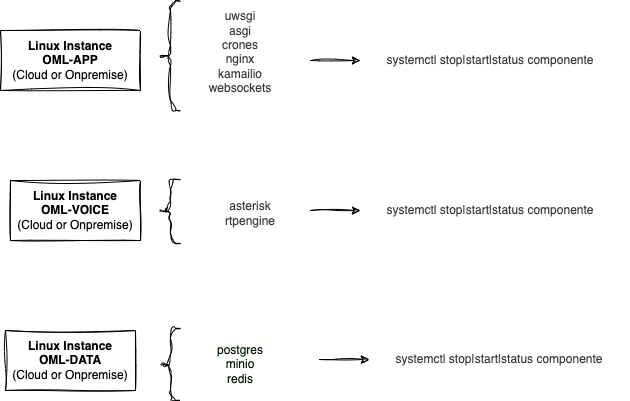 Linux Instance
OML-APP
(Cloud or Onpremise)
uwsgi
asgi
crones
nginx
kamailio
websockets
systemctl stop|start|status componente
Linux Instance
OML-VOICE
(Cloud or Onpremise)
asterisk
rtpengine
systemctl stop|start|status componente
Linux Instance
OML-DATA
(Cloud or Onpremise)
postgres
minio
redis
systemctl stop|start|status componente